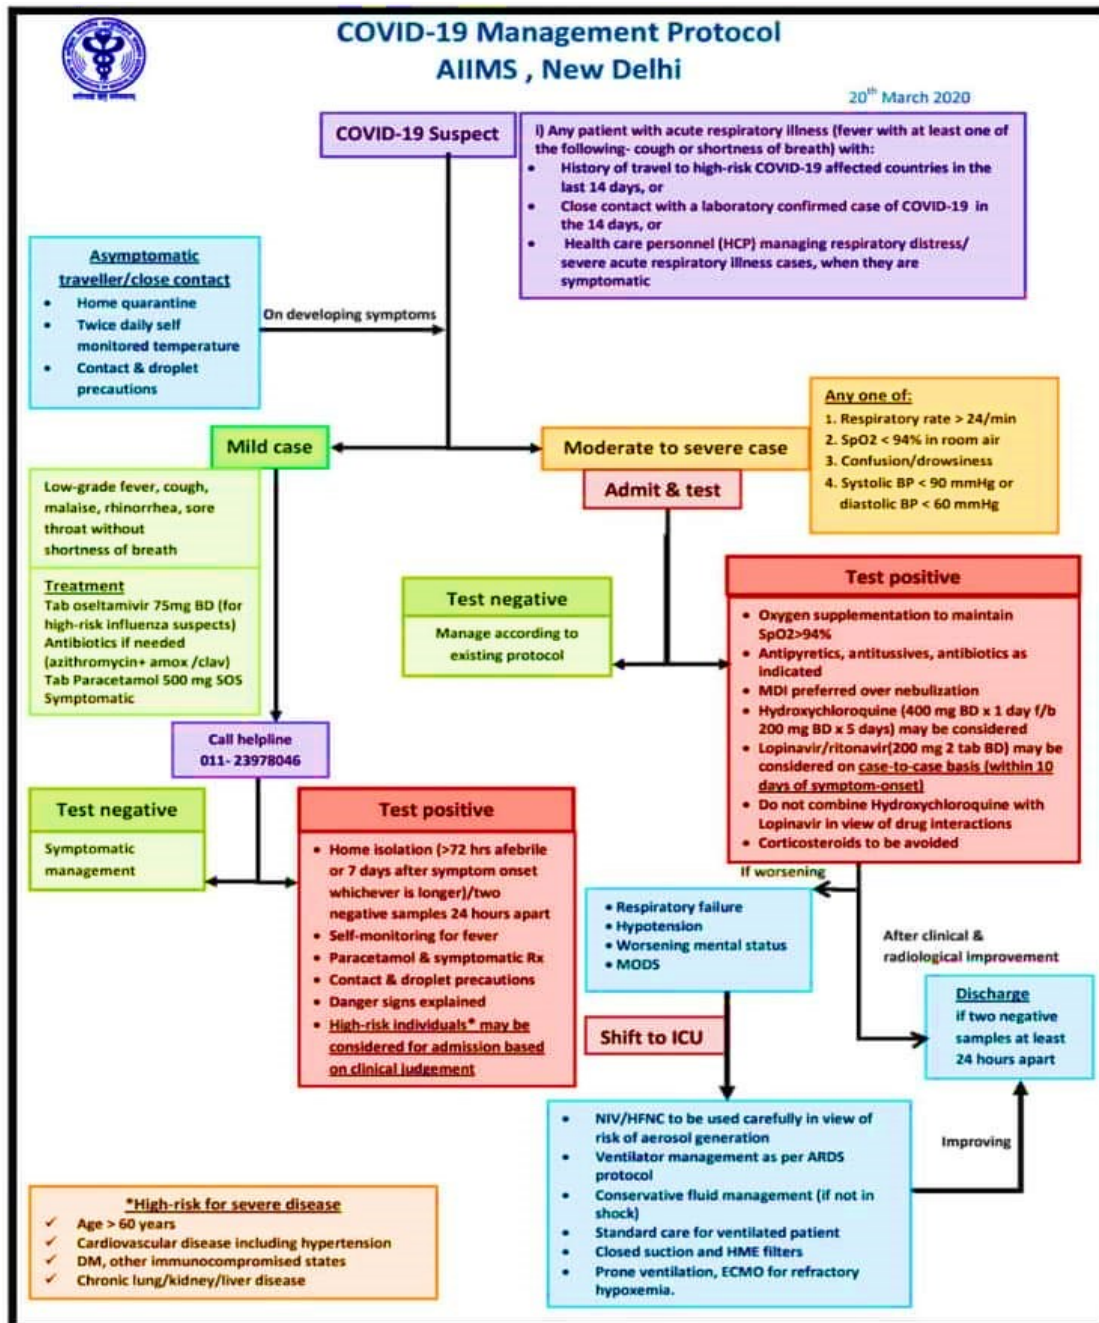 COVID-19 Management Protocol
AIIMS , New Delhi
20th March 2020
COVID-19 Suspect
i) Any patient with acute respiratory illness (fever with at least one of
the following- cough or shortness of breath) with:
• History of travel to high-risk COVID-19 affected countries in the
last 14 days, or
• Close contact with a laboratory confirmed case of COVID-19 in
the 14 days, or
• Health care personnel (HCP) managing respiratory distress/
severe acute respiratory illness cases, when they are
symptomatic
Asymptomatic
traveller/close contact
• Home quarantine
• Twice daily self
monitored temperature
• Contact & droplet
precautions
On developing symptoms
Mild case
Moderate to severe case
Any one of:
1. Respiratory rate > 24/min
2. SpO2 < 94% in room air
3. Confusion/drowsiness
4. Systolic BP < 90 mmHg or
diastolic BP < 60 mmHg
Admit & test
Low-grade fever, cough,
malaise, rhinorrhea, sore
throat without
shortness of breath
Treatment
Tab oseltamivir 75mg BD (for
high-risk influenza suspects)
Antibiotics if needed
(azithromycin+ amox /clav)
Tab Paracetamol 500 mg SOS
Symptomatic
Test negative
Manage according to
existing protocol
Test positive
• Oxygen supplementation to maintain
SpO2>94%
• Antipyretics, antitussives, antibiotics as
indicated
• MDI preferred over nebulization
• Hydroxychloroquine (400 mg BD x 1 day f/b
200 mg BD x 5 days) may be considered
• Lopinavir/ritonavir(200 mg 2 tab BD) may be
considered on case-to-case basis (within 10
days of symptom-onset)
• Do not combine Hydroxychloroquine with
Lopinavir in view of drug interactions
• Corticosteroids to be avoided
Call helpline
011- 23978046
Test negative
Symptomatic
management
Test positive
• Home isolation (>72 hrs afebrile
or 7 days after symptom onset
whichever is longer)/two
negative samples 24 hours apart
• Self-monitoring for fever
• Paracetamol & symptomatic Rx
• Contact & droplet precautions
• Danger signs explained
• High-risk individuals* may be
considered for admission based
on clinical judgement
If worsening
• Respiratory failure
• Hypotension
• Worsening mental status
• MODS
After clinical &
radiological improvement
Discharge
if two negative
samples at least
24 hours apart
Shift to ICU
• NIV/HFNC to be used carefully in view of
risk of aerosol generation
• Ventilator management as per ARDS
protocol
• Conservative fluid management (if not in
shock)
• Standard care for ventilated patient
• Closed suction and HME filters
• Prone ventilation, ECMO for refractory
hypoxemia.
Improving
*High-risk for severe disease
✓ Age > 60 years
✓ Cardiovascular disease including hypertension
✓ DM, other immunocompromised states
✓ Chronic lung/kidney/liver disease